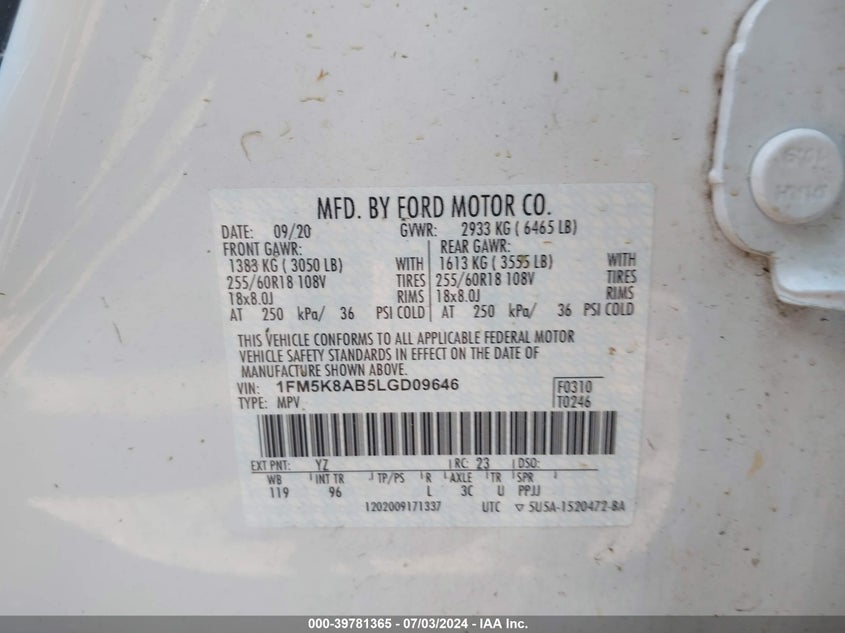 MFD. BY FORD MOTOR CO.
DATE: 09/20 GVWR: 2933 KG ( 6465 LB)
FRONT GAWR: REAR GAWR:
1383 KG ( 3050 LB) WITH 1613 KG ( 3555 LB) WITH
255/60R18 108V TIRES 255/60R18 108V TIRES
18x8.0J RIMS 18x8.0J RIMS
AT 250 kPa/ 36 PSI COLD AT 250 kPa/ 36 PSI COLD
THIS VEHICLE CONFORMS TO ALL APPLICABLE FEDERAL MOTOR
VEHICLE SAFETY STANDARDS IN EFFECT ON THE DATE OF
MANUFACTURE SHOWN ABOVE.
VIN: 1FM5K8AB5LGD09646 F0310
TYPE: MPV T0246
EXT PNT: YZ RC: 23 DSO:
WB INT TR TP/PS R AXLE TR SPR
119 96 L 3C U PPJJ
1202009171337 UTC ▽ 5U5A-1520472-BA
000-39781365 - 07/03/2024 - IAA Inc.